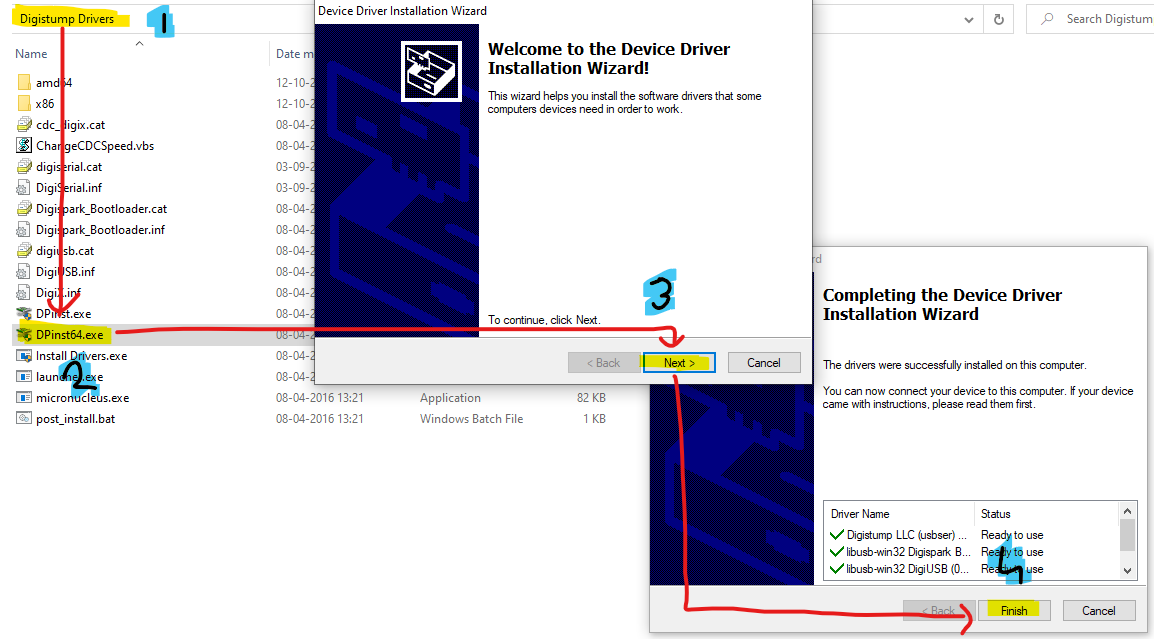 Digistump Drivers
1
Search Digistum
Name
Date m
amd64
12-10-2
x86
12-10-2
cdc_digix.cat
08-04-2
ChangeCDCSpeed.vbs
08-04-2
digiserial.cat
03-09-2
DigiSerial.inf
03-09-2
Digispark_Bootloader.cat
08-04-2
Digispark_Bootloader.inf
08-04-2
digiusb.cat
08-04-2
DigiUSB.inf
08-04-2
DigiX.inf
08-04-2
DPinst.exe
08-04-2
DPinst64.exe
08-04-2
Install Drivers.exe
08-04-2
launcher.exe
08-04-2
micronucleus.exe
08-04-2016 13:21
Application
82 KB
post_install.bat
08-04-2016 13:21
Windows Batch File
1 KB
2
Device Driver Installation Wizard
Welcome to the Device Driver
Installation Wizard!
This wizard helps you install the software drivers that some
computers devices need in order to work.
To continue, click Next.
3
< Back
Next >
Cancel
rd
Completing the Device Driver
Installation Wizard
The drivers were successfully installed on this computer.
You can now connect your device to this computer. If your device
came with instructions, please read them first.
Driver Name
Status
Digistump LLC (usbser) ...
Ready to use
libusb-win32 Digispark B...
Ready to use
libusb-win32 DigiUSB (0...
Ready to use
4
< Back
Finish
Cancel